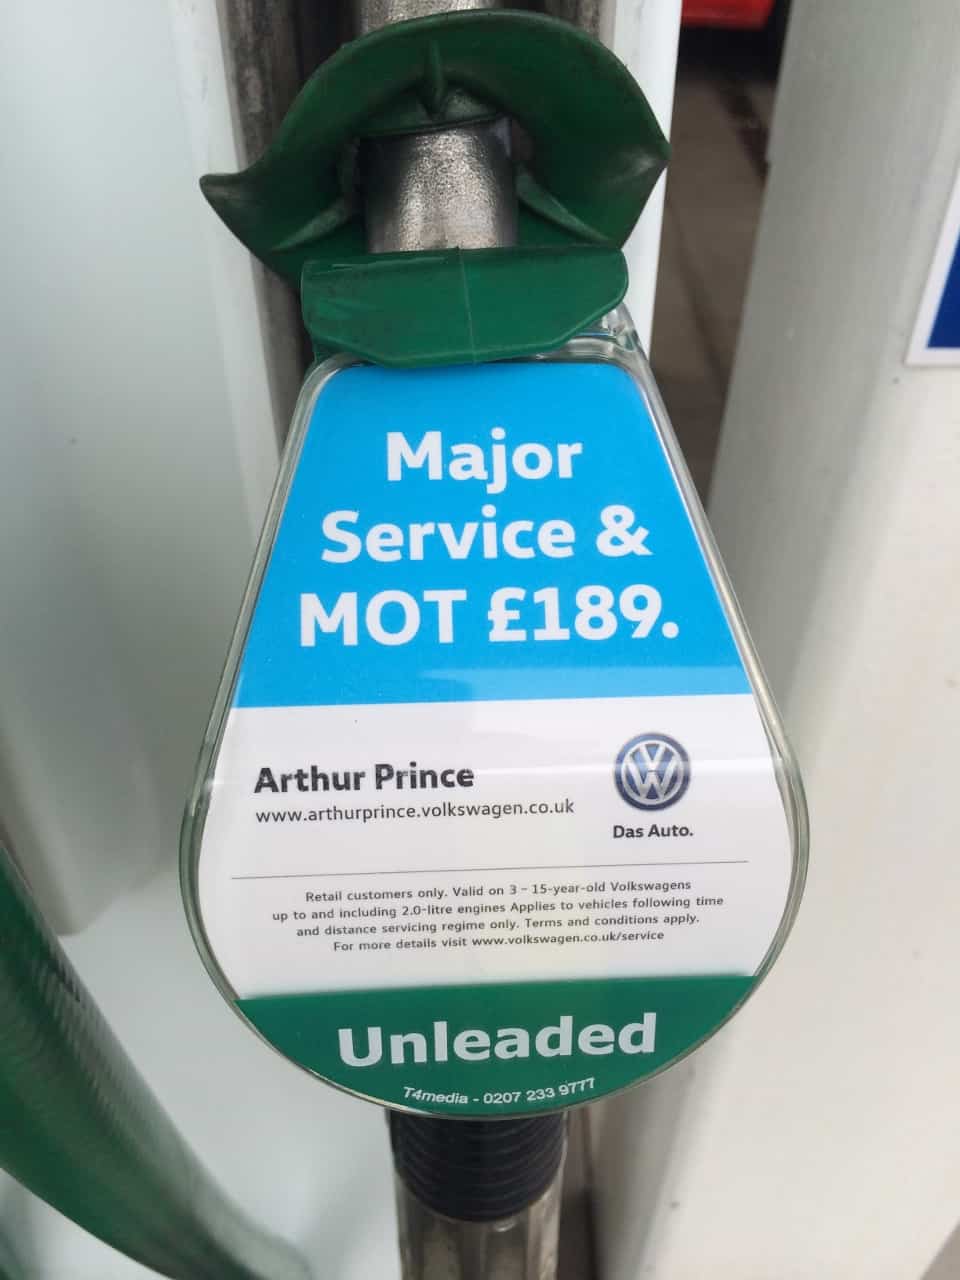 Major
Service &
MOT £189.
Arthur Prince
www.arthurprince.volkswagen.co.uk
Das Auto.
Retail customers only. Valid on 3 - 15-year-old Volkswagens
up to and including 2.0-litre engines Applies to vehicles following time
and distance servicing regime only. Terms and conditions apply.
For more details visit www.volkswagen.co.uk/service
Unleaded
T4media - 0207 233 9777